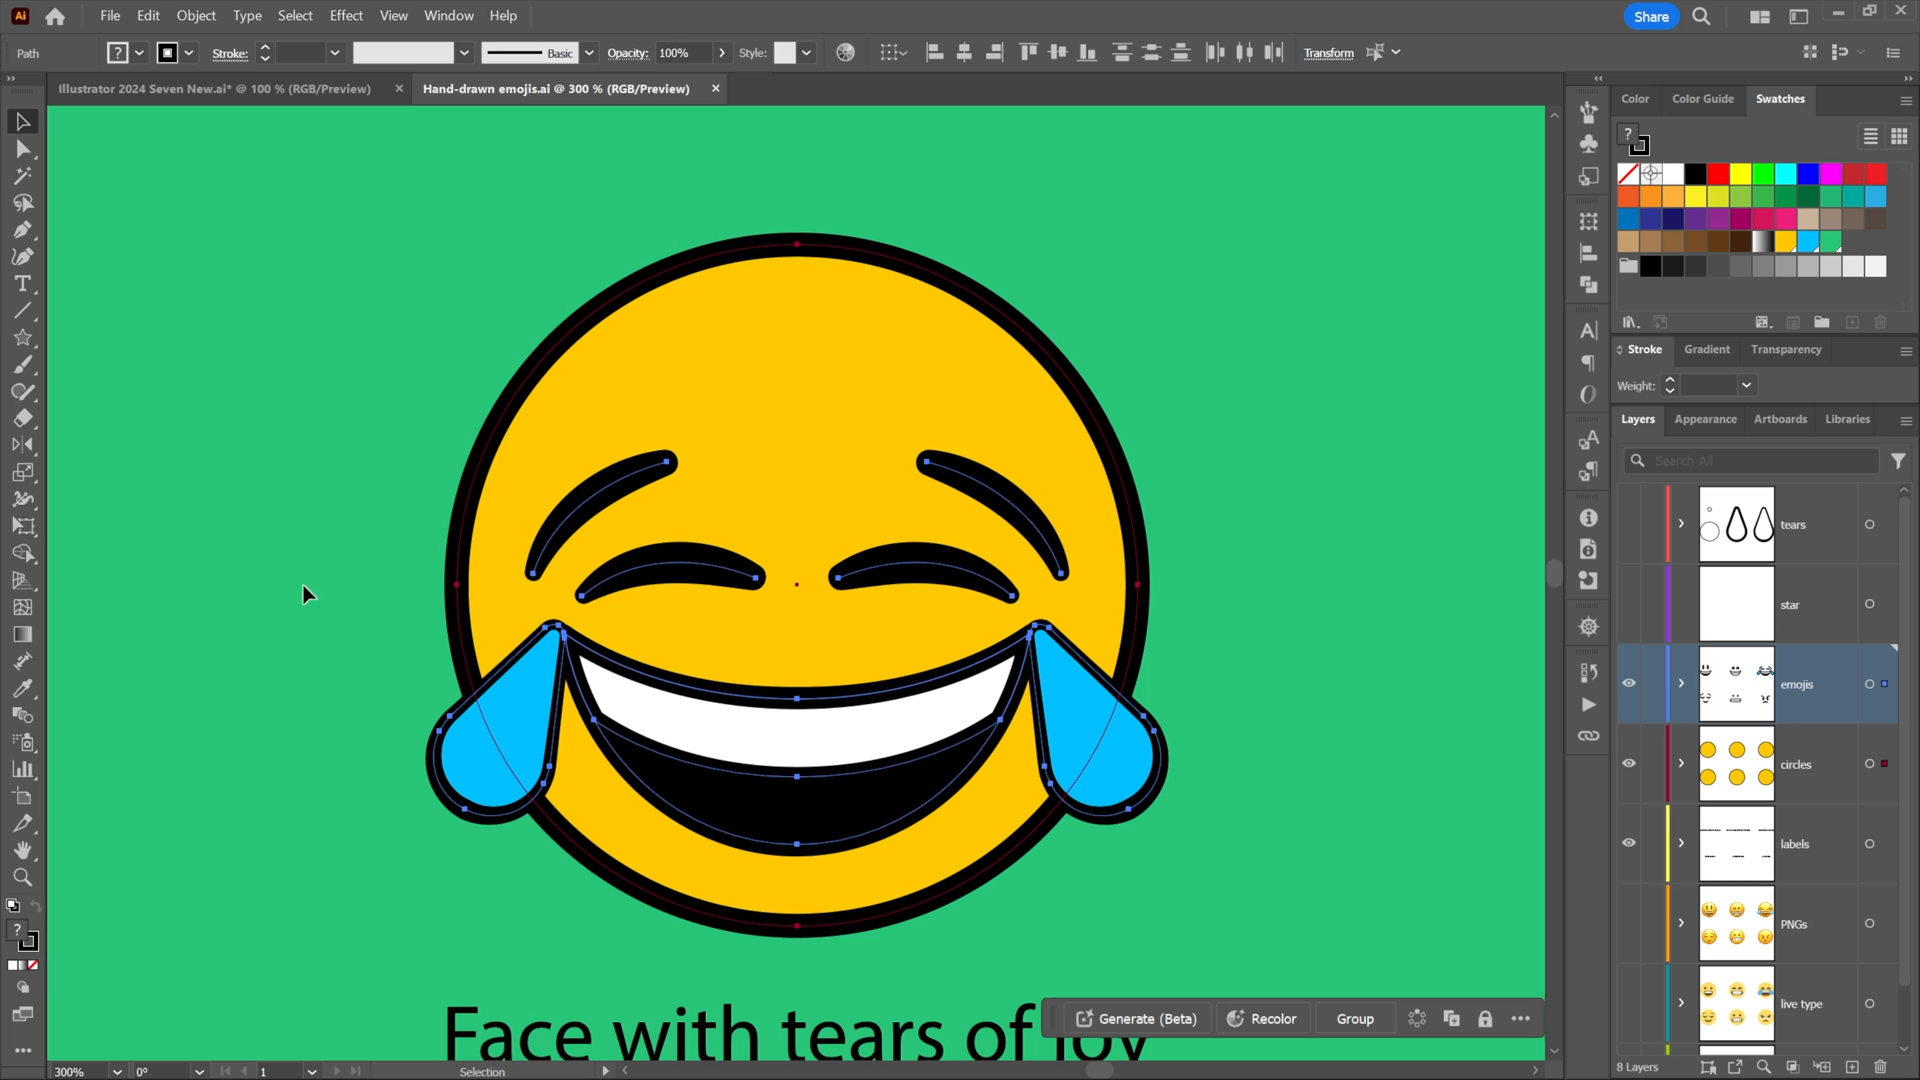 Ai File Edit Object Type Select Effect View Window Help Share
Path ? Stroke: Basic Opacity: 100% Style: Transform
Illustrator 2024 Seven New.ai* @ 100 % (RGB/Preview) Hand-drawn emojis.ai @ 300 % (RGB/Preview)
Color Color Guide Swatches
?
Stroke Gradient Transparency
Weight:
Layers Appearance Artboards Libraries
Search All
tears
star
emojis
circles
labels
PNGs
live type
8 Layers
?
Face with tears of joy
Generate (Beta) Recolor Group
300% 0° 1 Selection